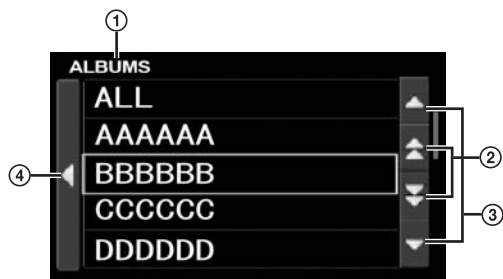 ①
ALBUMS
ALL
AAAAAA
②
④
BBBBBB
CCCCCC
③
DDDDDD